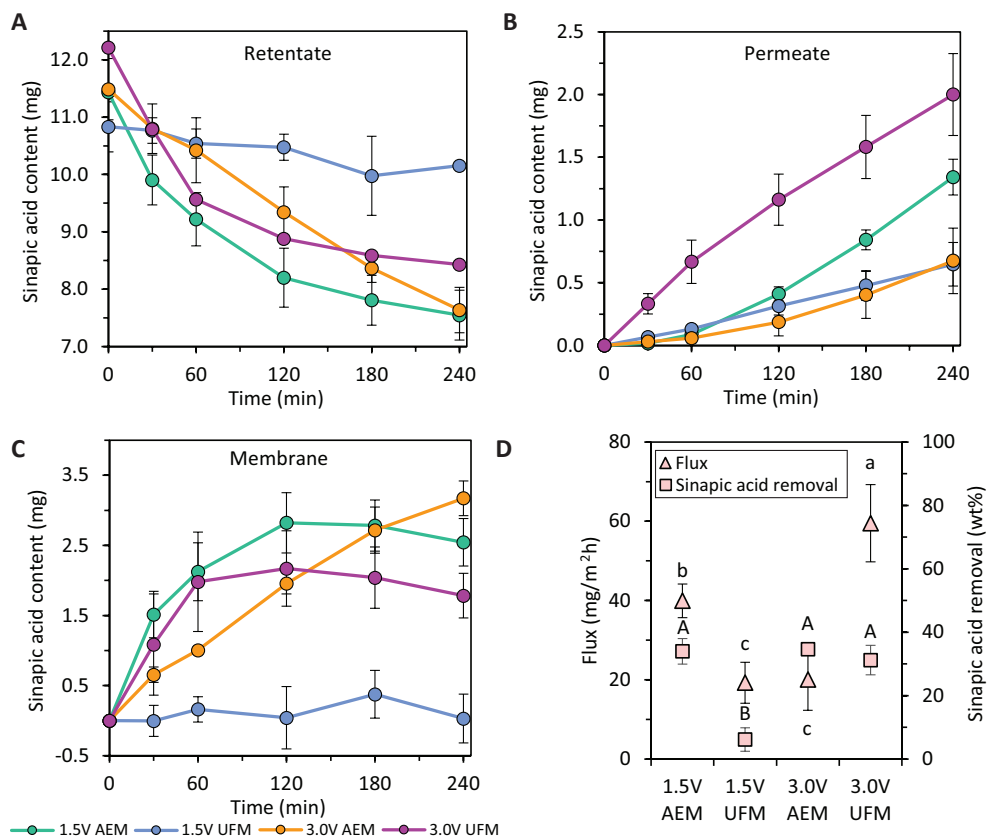 A
Retentate
Sinapic acid content (mg)
12.0
11.0
10.0
9.0
8.0
7.0
0 60 120 180 240
Time (min)
B
Permeate
Sinapic acid content (mg)
2.5
2.0
1.5
1.0
0.5
0.0
0 60 120 180 240
Time (min)
C
Membrane
Sinapic acid content (mg)
3.5
2.5
1.5
0.5
-0.5
0 60 120 180 240
Time (min)
1.5V AEM 1.5V UFM 3.0V AEM 3.0V UFM
D
Flux
Sinapic acid removal
Flux (mg/m²h)
80
60
40
20
0
Sinapic acid removal (wt%)
100
80
60
40
20
0
a
b
A
c
B
A
c
A
1.5V 1.5V 3.0V 3.0V
AEM UFM AEM UFM